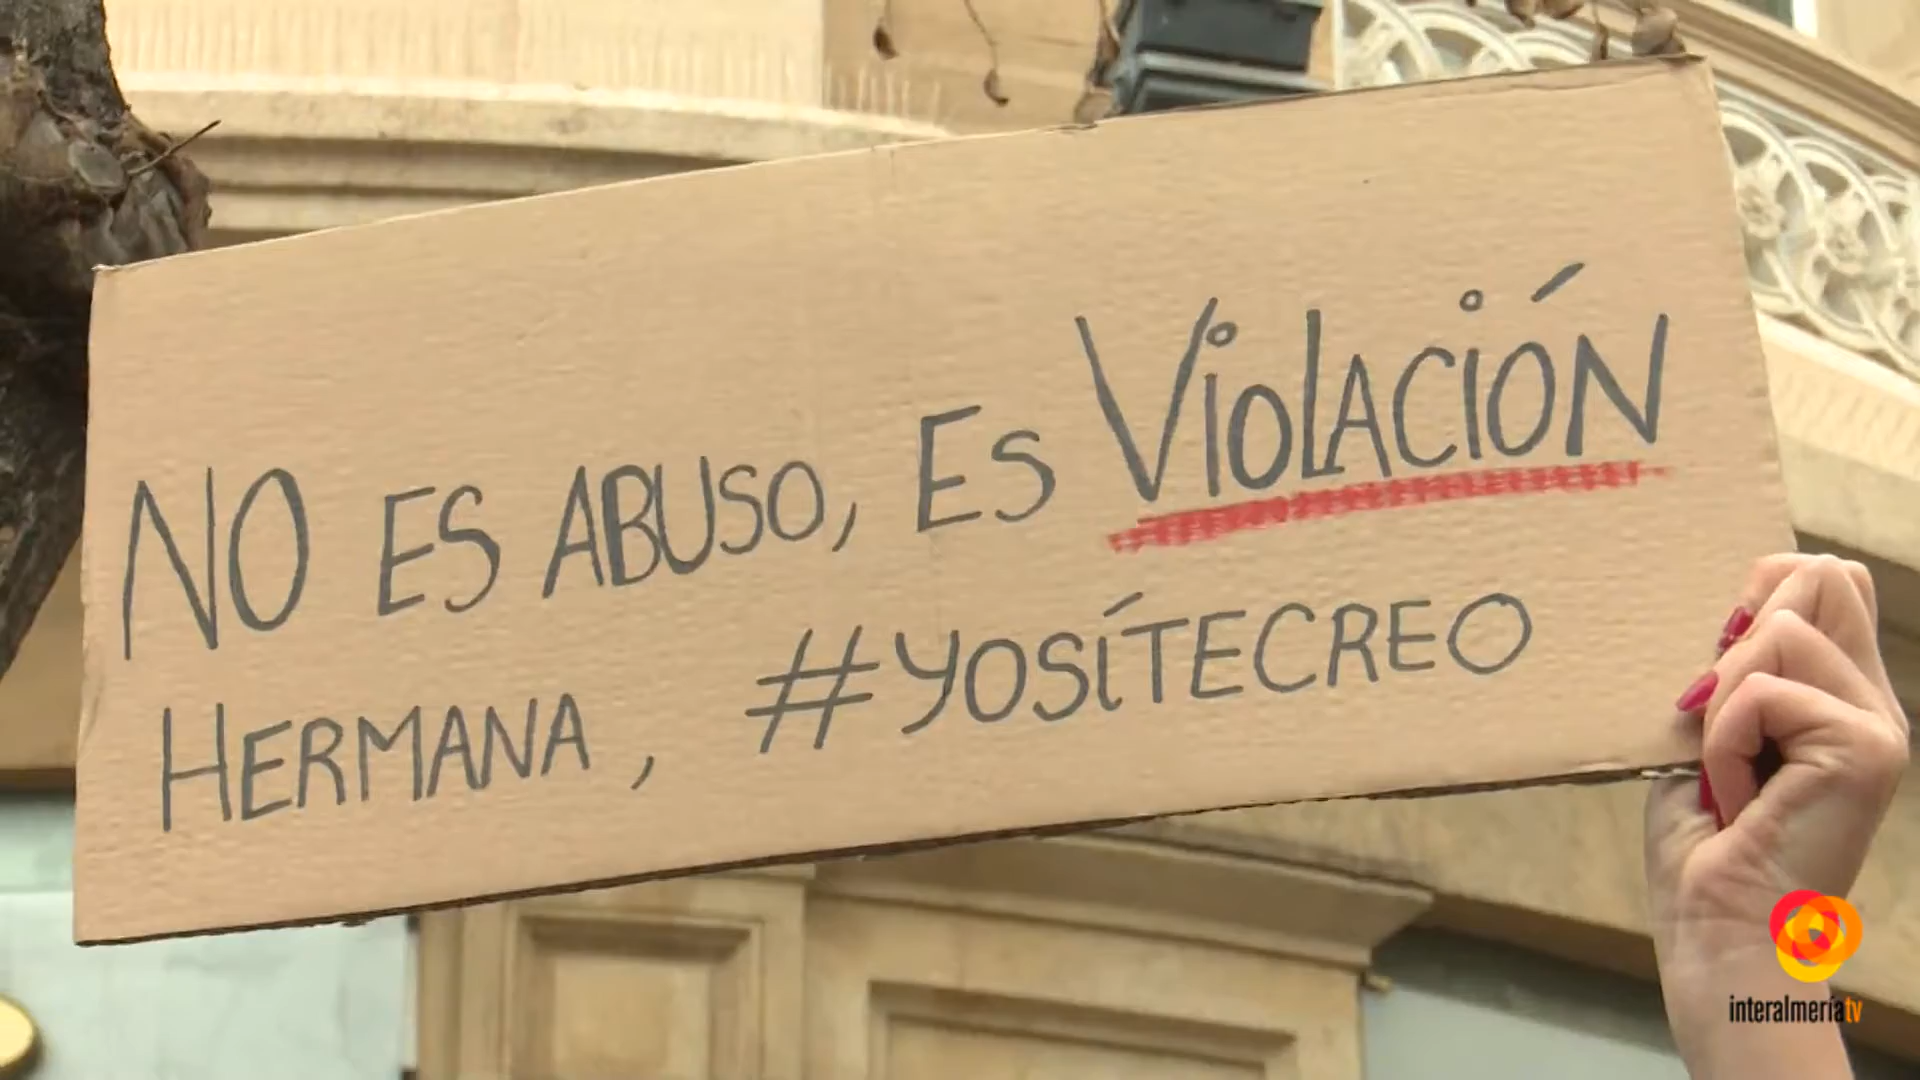 NO ES ABUSO, ES VIOLACIÓN
HERMANA, #YOSÍTECREO
interalmeríatv